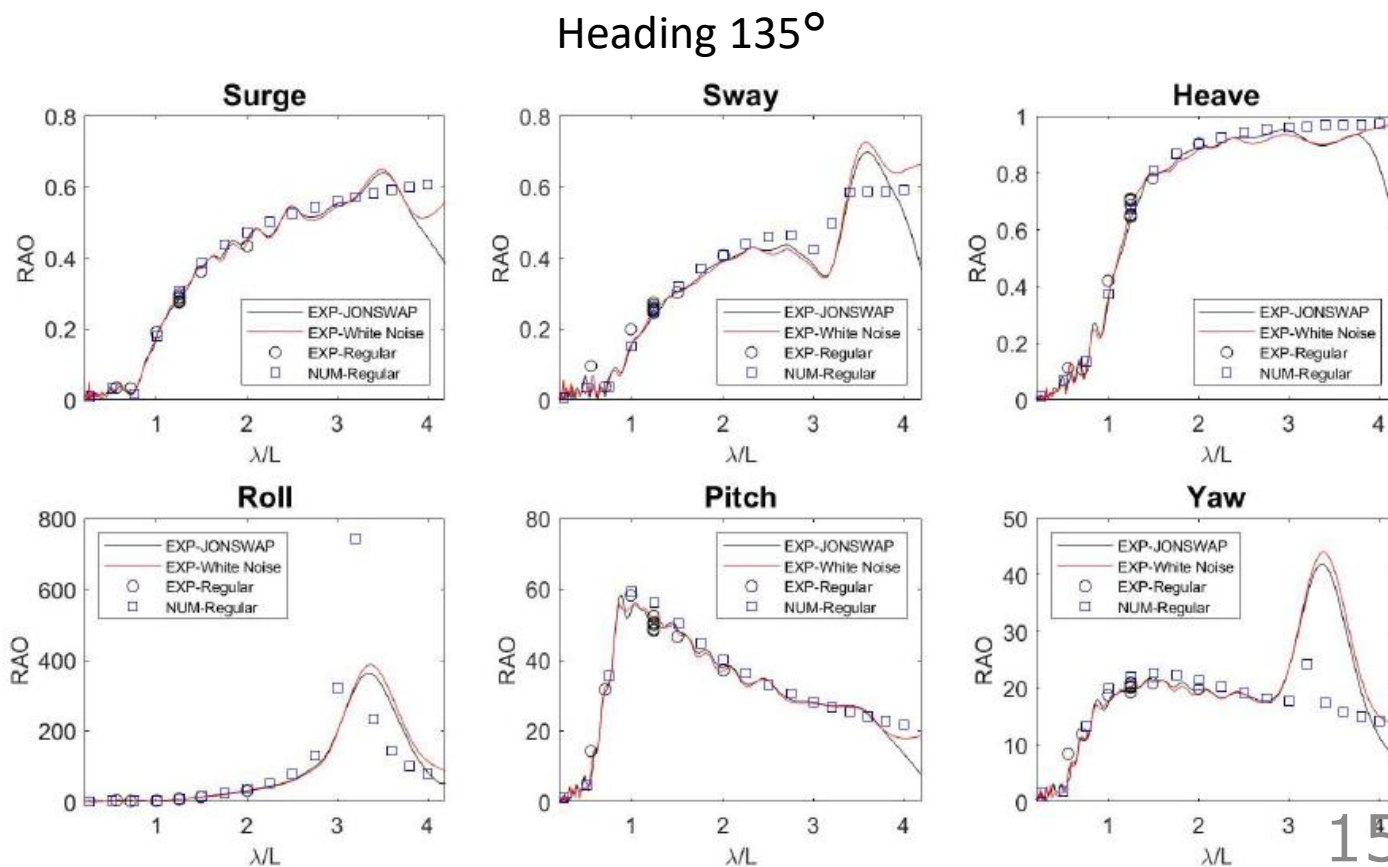 Heading 135°
Surge
0.8
0.6
0.4
0.2
0
RAO
EXP-JONSWAP
EXP-White Noise
EXP-Regular
NUM-Regular
1 2 3 4
λ/L
Sway
0.8
0.6
0.4
0.2
0
RAO
EXP-JONSWAP
EXP-White Noise
EXP-Regular
NUM-Regular
1 2 3 4
λ/L
Heave
1
0.8
0.6
0.4
0.2
0
RAO
EXP-JONSWAP
EXP-White Noise
EXP-Regular
NUM-Regular
1 2 3 4
λ/L
Roll
800
600
400
200
0
RAO
EXP-JONSWAP
EXP-White Noise
EXP-Regular
NUM-Regular
1 2 3 4
λ/L
Pitch
80
60
40
20
0
RAO
EXP-JONSWAP
EXP-White Noise
EXP-Regular
NUM-Regular
1 2 3 4
λ/L
Yaw
50
40
30
20
10
0
RAO
EXP-JONSWAP
EXP-White Noise
EXP-Regular
NUM-Regular
1 2 3 4
λ/L
15